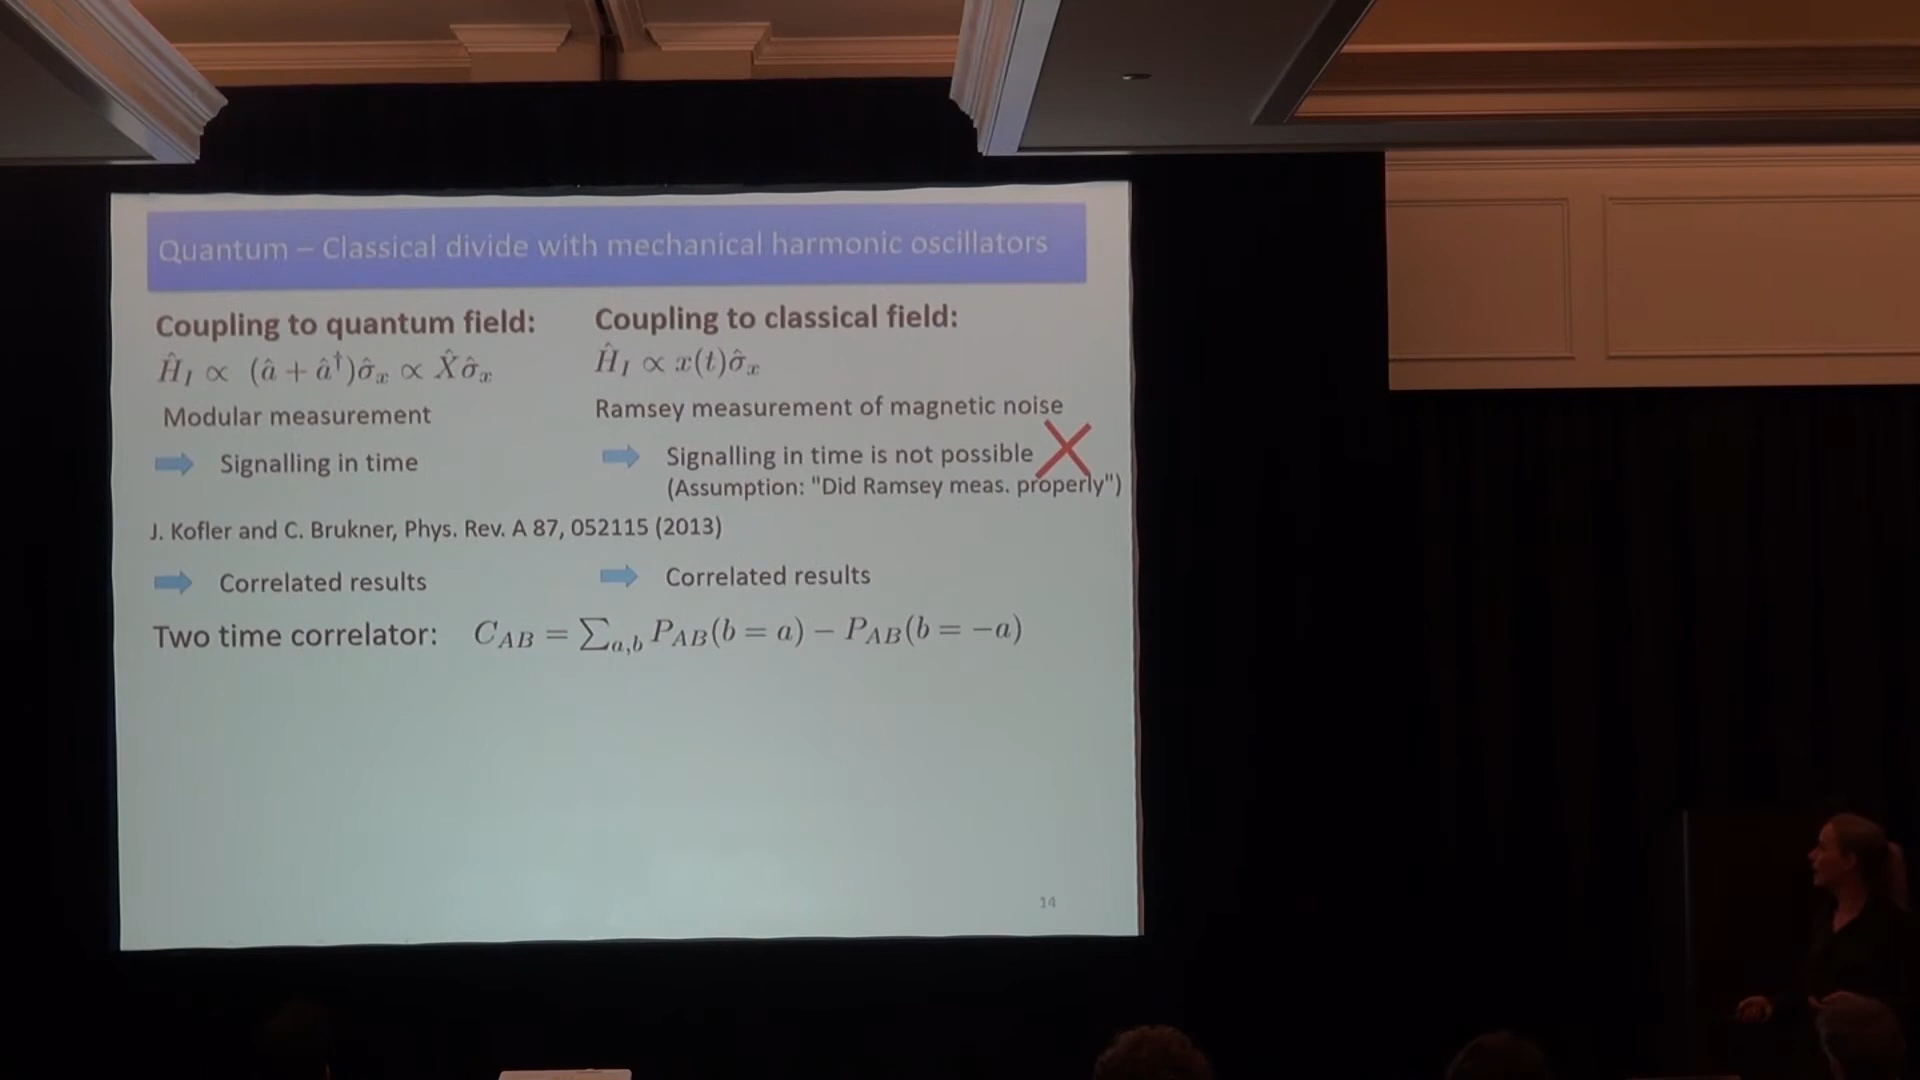 Quantum – Classical divide with mechanical harmonic oscillators
Coupling to quantum field:
Ĥ_I ∝ (â + â†)σ̂_x ∝ X̂σ̂_x
Modular measurement
Signalling in time
Coupling to classical field:
Ĥ_I ∝ x(t)σ̂_x
Ramsey measurement of magnetic noise
Signalling in time is not possible
(Assumption: "Did Ramsey meas. properly")
J. Kofler and C. Brukner, Phys. Rev. A 87, 052115 (2013)
Correlated results
Correlated results
Two time correlator: C_AB = ∑_a,b P_AB(b = a) − P_AB(b = −a)
14